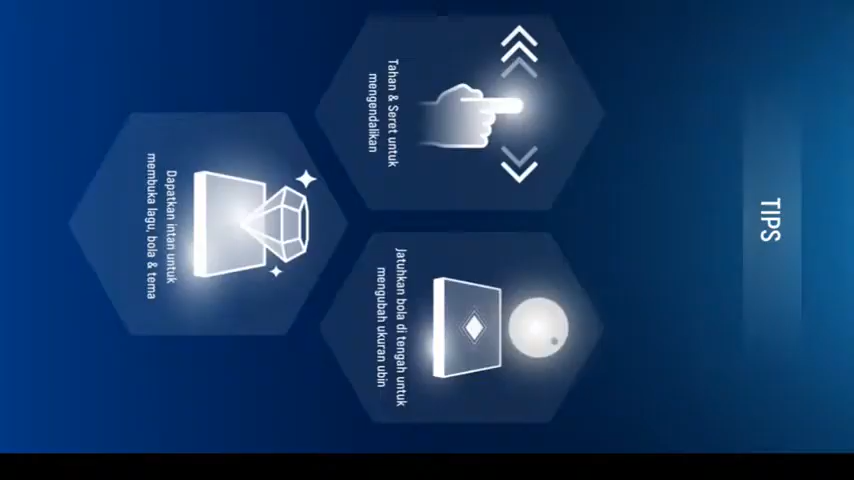 TIPS
Tahan & Seret untuk
mengendalikan
Jatuhkan bola di tengah untuk
mengubah ukuran ubin
Dapatkan intan untuk
membuka lagu, bola & tema